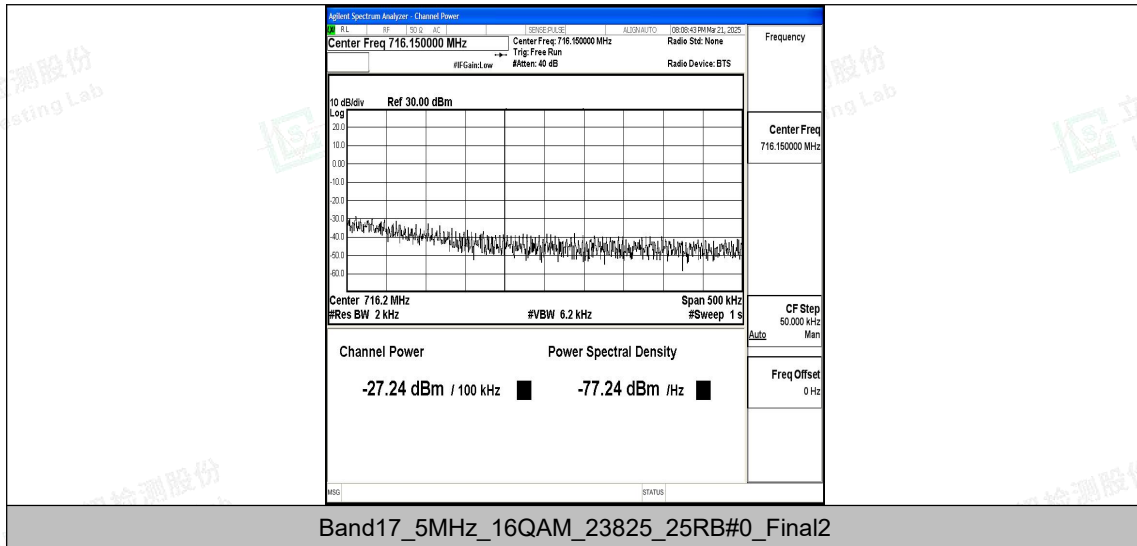 Agilent Spectrum Analyzer - Channel Power
RL RF 50 Ω AC SENSE:PULSE ALIGN AUTO 08:08:43 PM Mar 21, 2025
Center Freq 716.150000 MHz
Center Freq: 716.150000 MHz
Radio Std: None
Trig: Free Run
#IFGain:Low
#Atten: 40 dB
Radio Device: BTS
Frequency
10 dB/div Ref 30.00 dBm
Log
20.0
10.0
0.00
-10.0
-20.0
-30.0
-40.0
-50.0
-60.0
Center Freq
716.150000 MHz
Center 716.2 MHz
Span 500 kHz
#Res BW 2 kHz
#VBW 6.2 kHz
#Sweep 1 s
CF Step
50.000 kHz
Auto Man
Channel Power
Power Spectral Density
-27.24 dBm / 100 kHz
-77.24 dBm /Hz
Freq Offset
0 Hz
MSG
STATUS
检测股份
Band17_5MHz_16QAM_23825_25RB#0_Final2